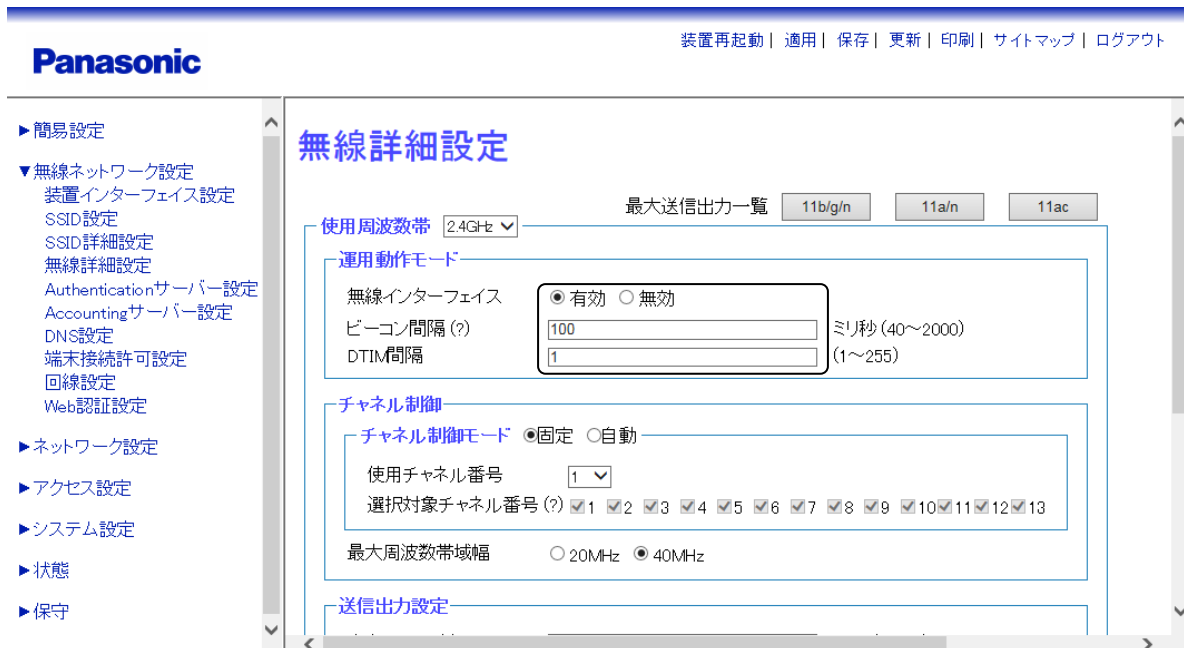 装置再起動 | 適用 | 保存 | 更新 | 印刷 | サイトマップ | ログアウト
Panasonic
▶簡易設定
▼無線ネットワーク設定
装置インターフェイス設定
SSID設定
SSID詳細設定
無線詳細設定
Authenticationサーバー設定
Accountingサーバー設定
DNS設定
端末接続許可設定
回線設定
Web認証設定
▶ネットワーク設定
▶アクセス設定
▶システム設定
▶状態
▶保守
無線詳細設定
最大送信出力一覧 11b/g/n 11a/n 11ac
使用周波数帯 2.4GHz
運用動作モード
無線インターフェイス 有効 無効
ビーコン間隔(?) 100 ミリ秒(40～2000)
DTIM間隔 1 (1～255)
チャネル制御
チャネル制御モード 固定 自動
使用チャネル番号 1
選択対象チャネル番号(?) 1 2 3 4 5 6 7 8 9 10 11 12 13
最大周波数帯域幅 20MHz 40MHz
送信出力設定